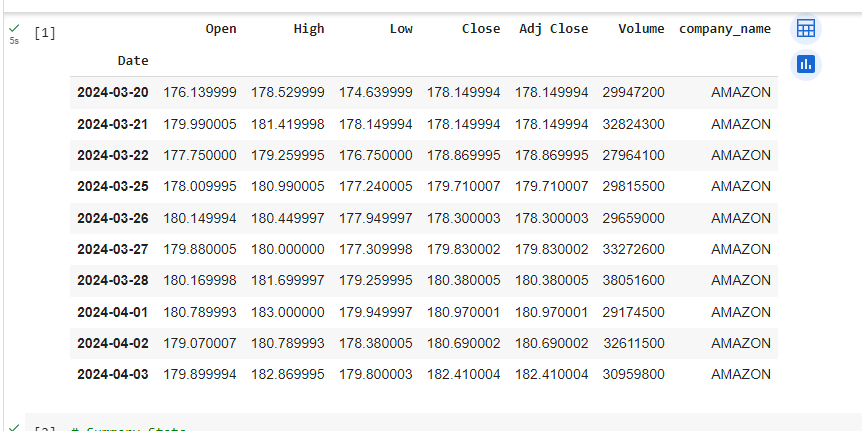 [1]
5s
Open High Low Close Adj Close Volume company_name
Date
2024-03-20 176.139999 178.529999 174.639999 178.149994 178.149994 29947200 AMAZON
2024-03-21 179.990005 181.419998 178.149994 178.149994 178.149994 32824300 AMAZON
2024-03-22 177.750000 179.259995 176.750000 178.869995 178.869995 27964100 AMAZON
2024-03-25 178.009995 180.990005 177.240005 179.710007 179.710007 29815500 AMAZON
2024-03-26 180.149994 180.449997 177.949997 178.300003 178.300003 29659000 AMAZON
2024-03-27 179.880005 180.000000 177.309998 179.830002 179.830002 33272600 AMAZON
2024-03-28 180.169998 181.699997 179.259995 180.380005 180.380005 38051600 AMAZON
2024-04-01 180.789993 183.000000 179.949997 180.970001 180.970001 29174500 AMAZON
2024-04-02 179.070007 180.789993 178.380005 180.690002 180.690002 32611500 AMAZON
2024-04-03 179.899994 182.869995 179.800003 182.410004 182.410004 30959800 AMAZON